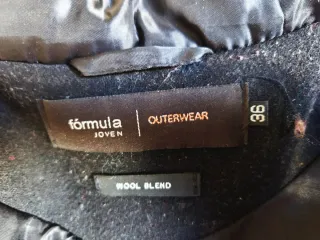 fórmula
JOVEN
OUTERWEAR
36
WOOL BLEND